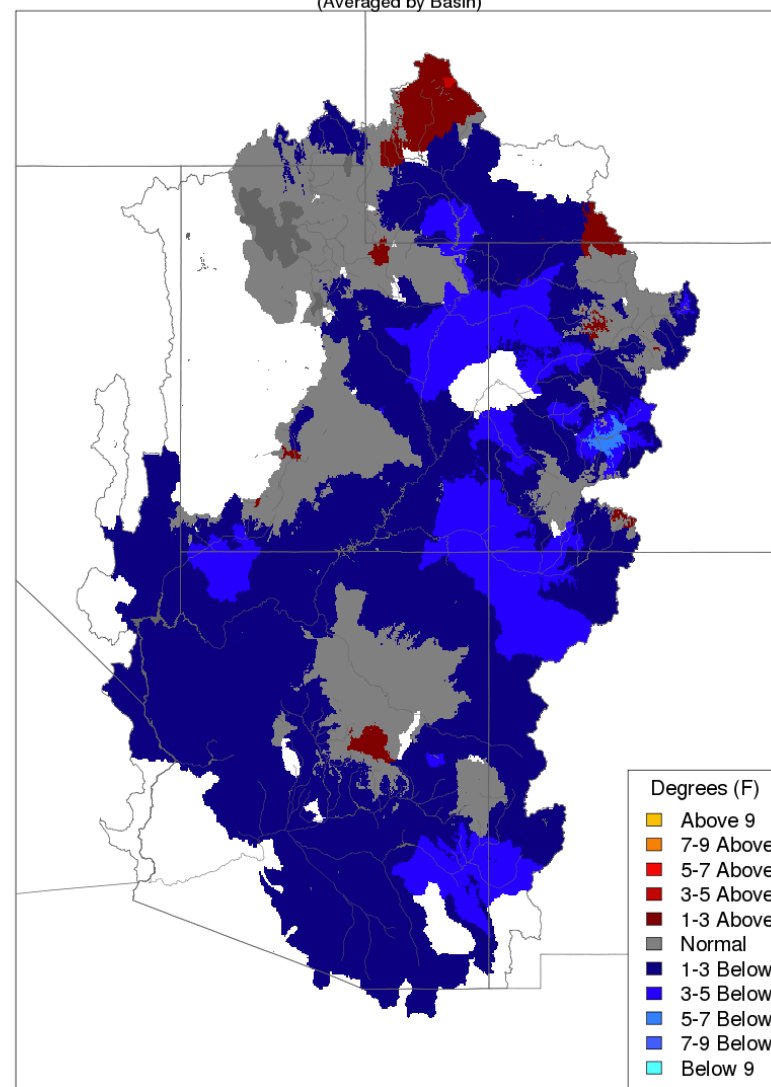 (Averaged by Basin)
Degrees (F)
Above 9
7-9 Above
5-7 Above
3-5 Above
1-3 Above
Normal
1-3 Below
3-5 Below
5-7 Below
7-9 Below
Below 9